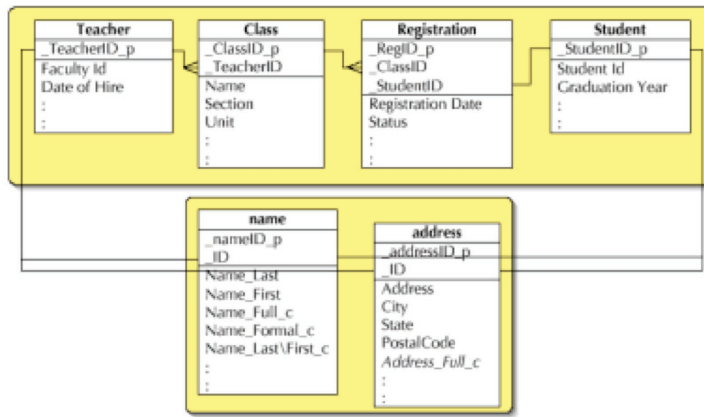 Teacher
_TeacherID_p
Faculty Id
Date of Hire
:
:
Class
_ClassID_p
_TeacherID
Name
Section
Unit
:
:
Registration
_RegID_p
_ClassID
_StudentID
Registration Date
Status
:
:
Student
_StudentID_p
Student Id
Graduation Year
:
:
name
_nameID_p
_ID
Name_Last
Name_First
Name_Full_c
Name_Formal_c
Name_Last\First_c
:
:
address
_addressID_p
_ID
Address
City
State
PostalCode
Address_Full_c
:
: